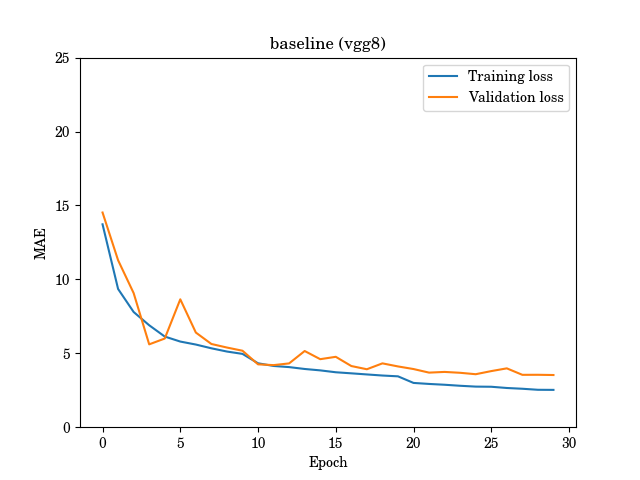 baseline (vgg8)
25
20
15
10
5
0
MAE
Training loss
Validation loss
0 5 10 15 20 25 30
Epoch